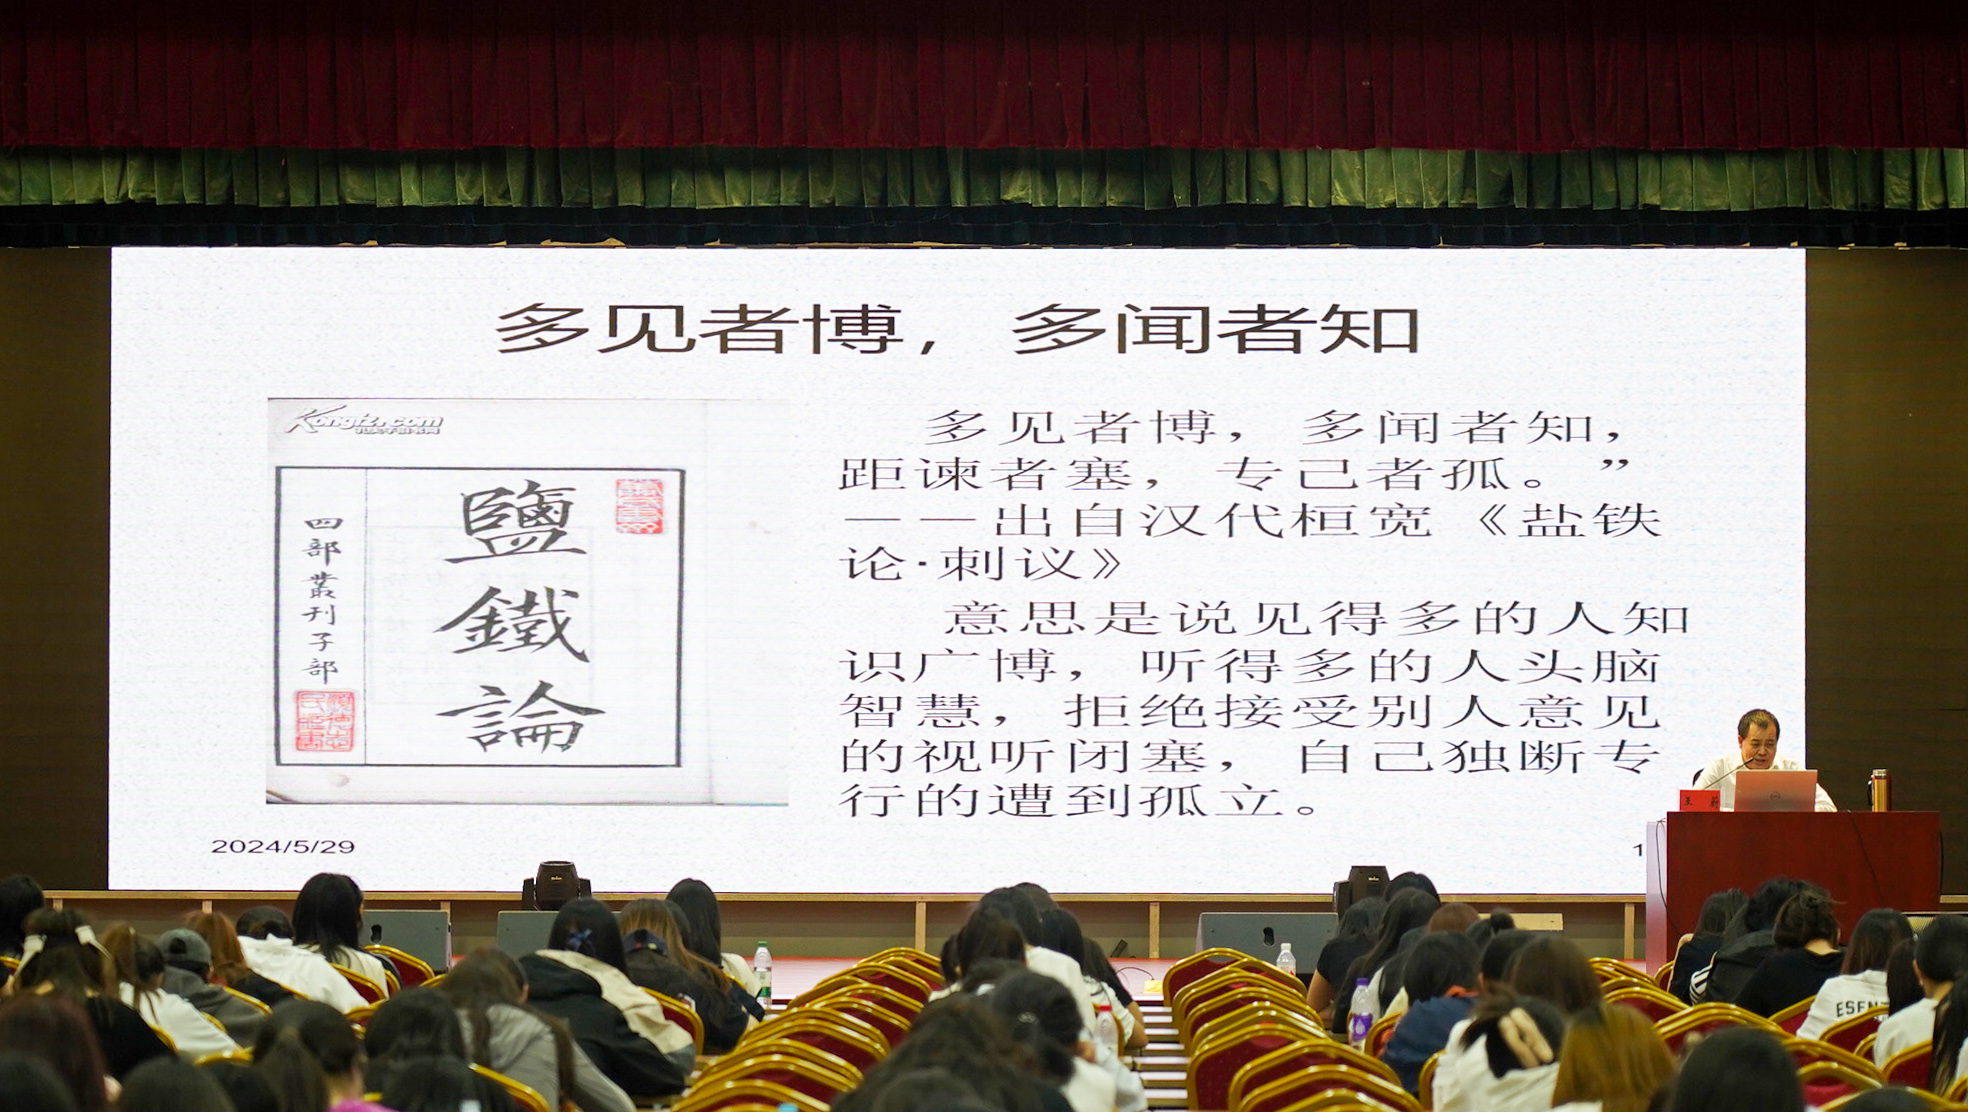 多见者博，多闻者知
Kongfz.com
鹽鐵論
四部叢刊子部
多见者博，多闻者知，
距谏者塞，专己者孤。”
——出自汉代桓宽《盐铁
论·刺议》
意思是说见得多的人知
识广博，听得多的人头脑
智慧，拒绝接受别人意见
的视听闭塞，自己独断专
行的遭到孤立。
2024/5/29
1
王